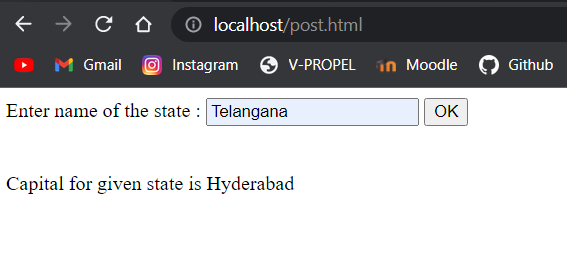 localhost/post.html
Gmail Instagram V-PROPEL Moodle Github
Enter name of the state : Telangana OK
Capital for given state is Hyderabad